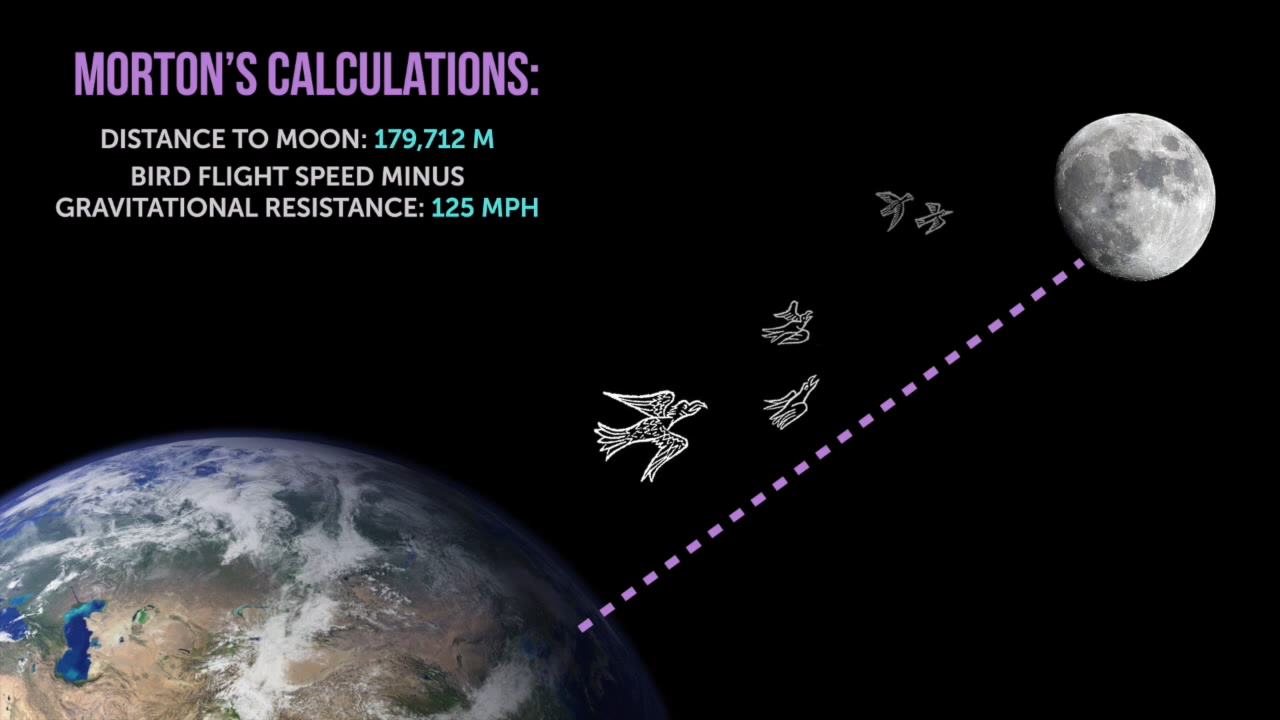 MORTON’S CALCULATIONS:
DISTANCE TO MOON: 179,712 M
BIRD FLIGHT SPEED MINUS
GRAVITATIONAL RESISTANCE: 125 MPH